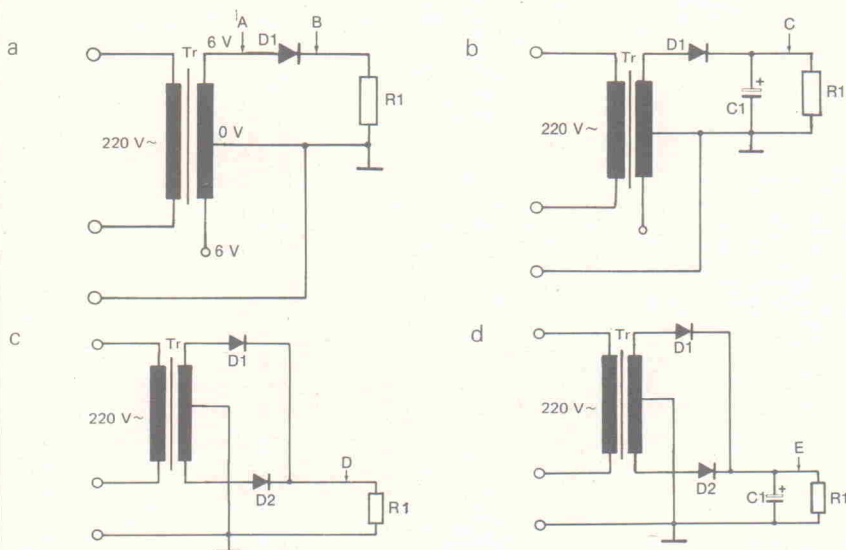 a
A
B
6 V
D1
Tr
R1
220 V~
0 V
6 V
b
Tr
D1
C
+
C1
R1
220 V~
c
Tr
D1
220 V~
D
D2
R1
d
Tr
D1
220 V~
E
D2
C1
+
R1